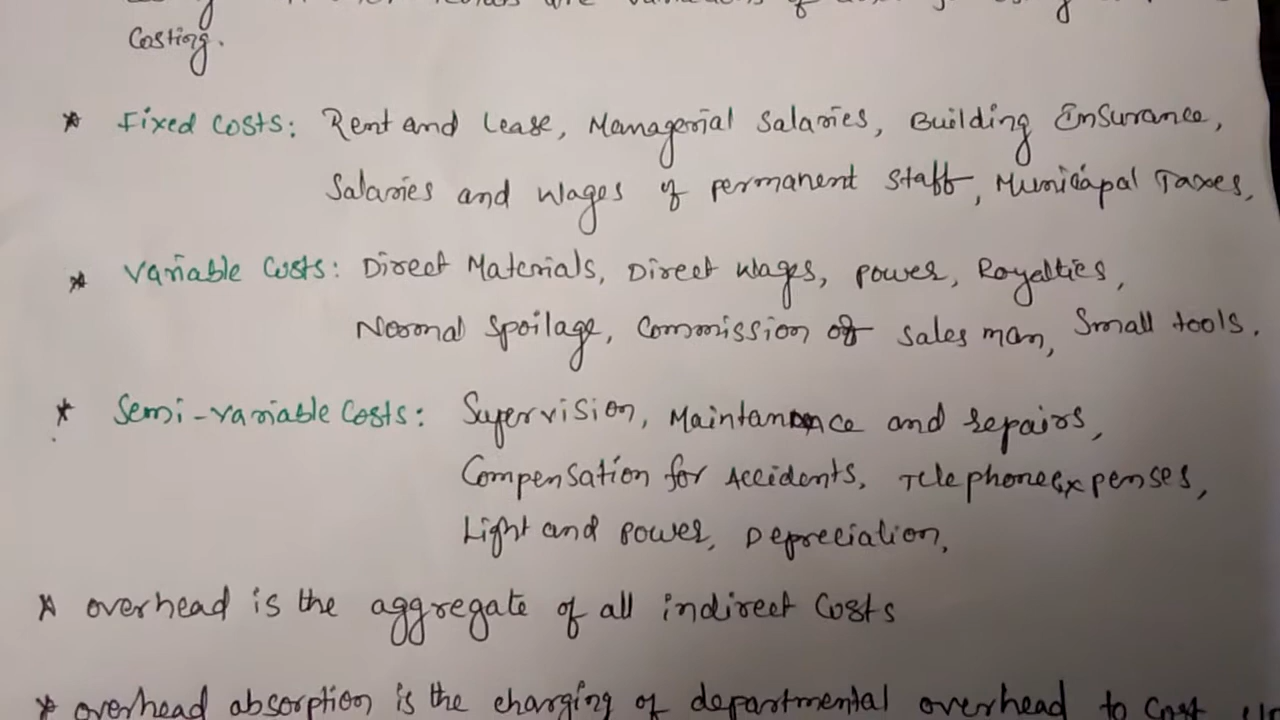 costing.
* Fixed Costs: Rent and Lease, Managerial Salaries, Building Insurance,
Salaries and Wages of permanent Staff, Municapal Taxes,
* Variable Costs: Direct Materials, Direct Wages, Power, Royalties,
Normal Spoilage, Commission of Sales man, Small tools.
* Semi-variable Costs: Supervision, Maintanance and repairs,
Compensation for Accidents, Telephone expenses,
Light and power, Depreciation,
* overhead is the aggregate of all indirect Costs
* overhead absorption is the charging of departmental overhead to Cost